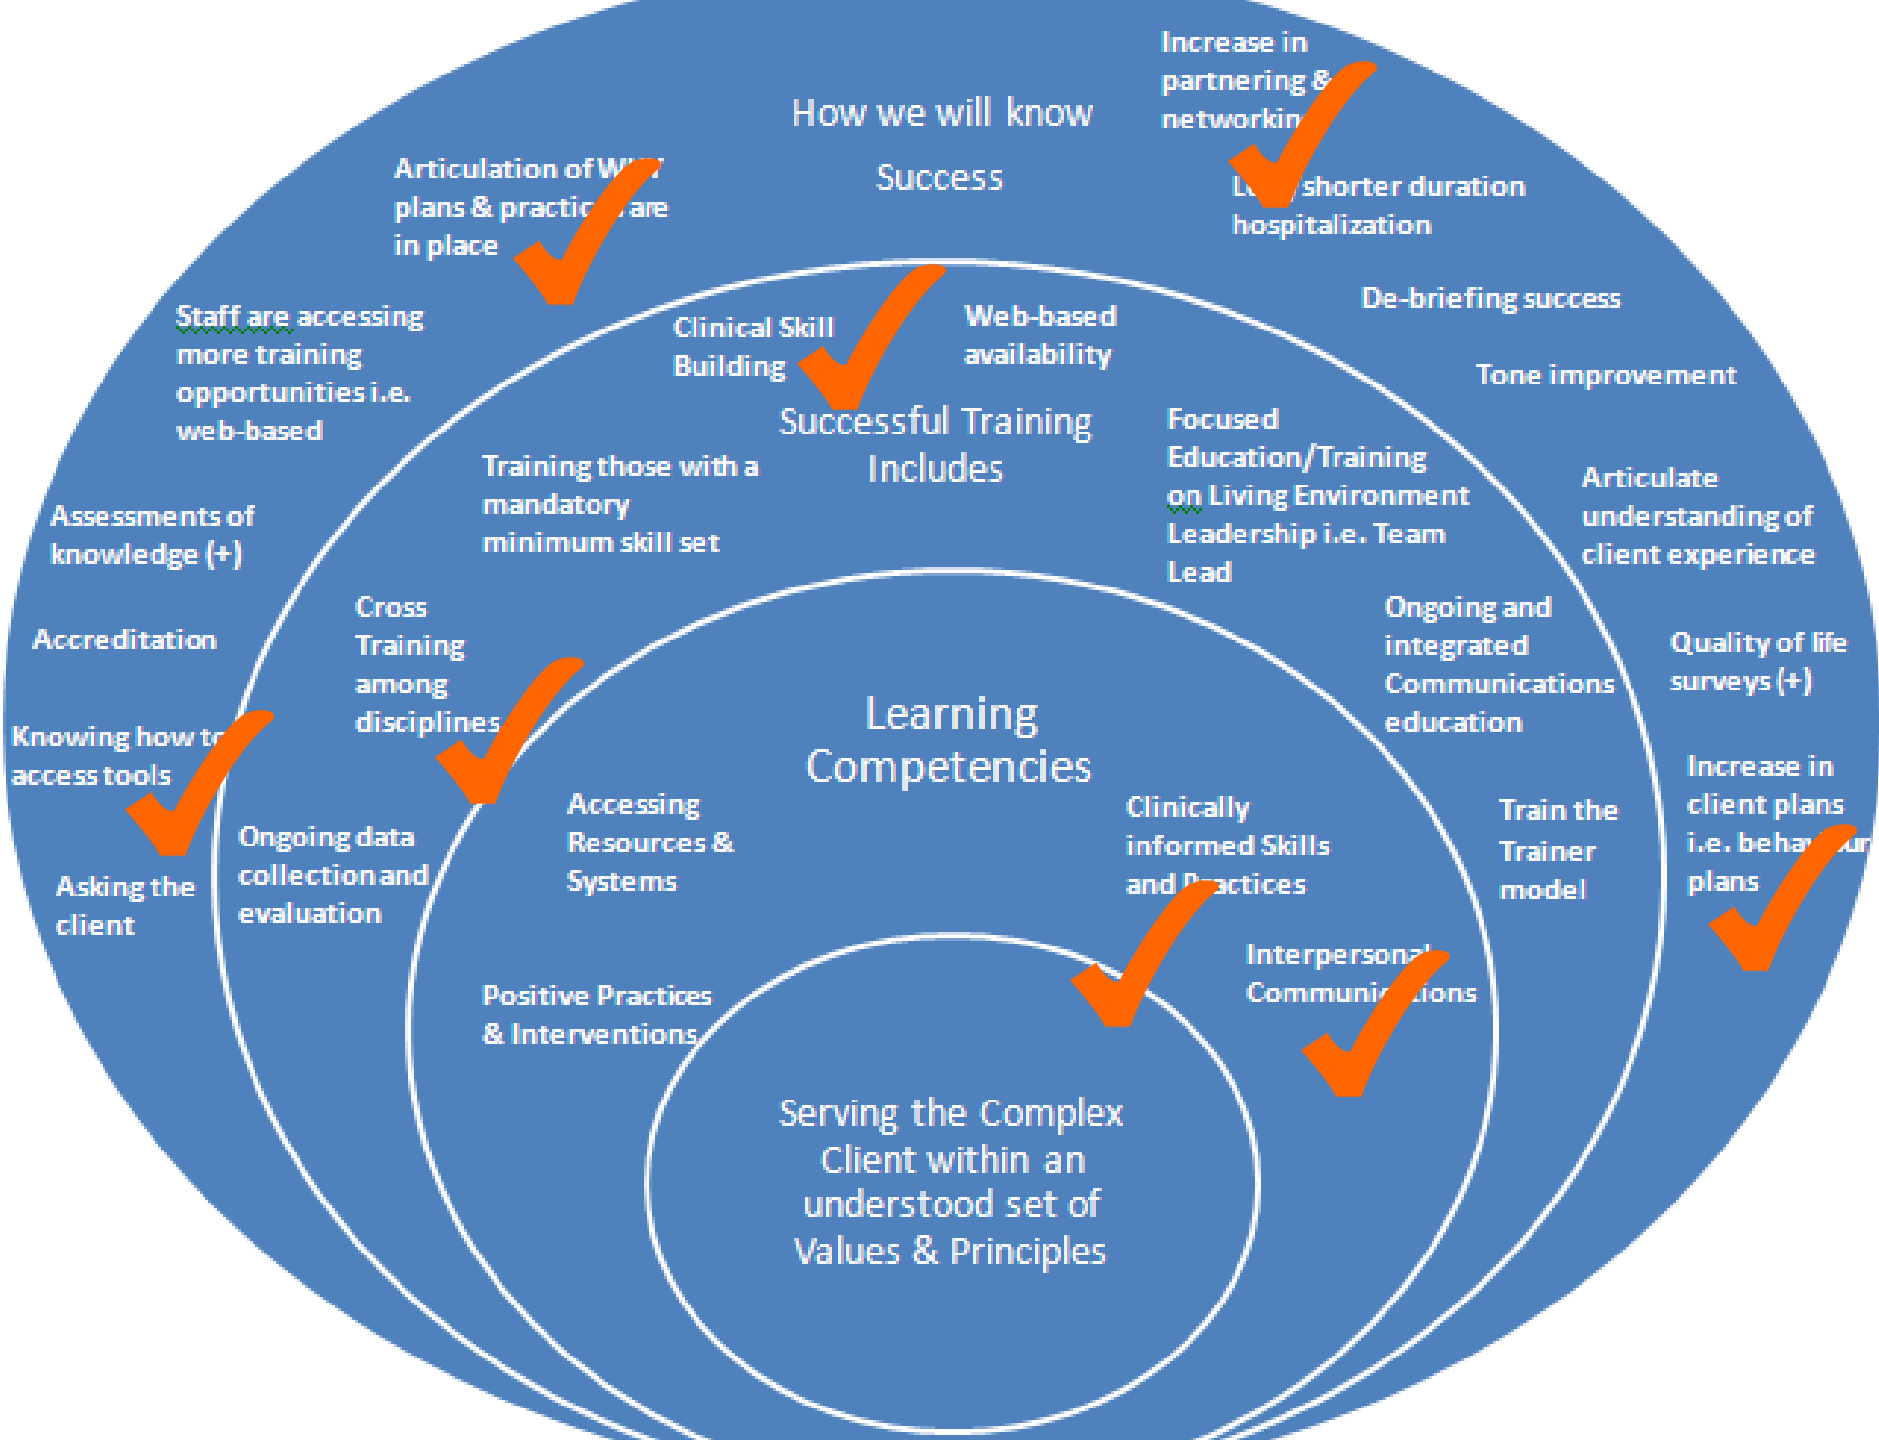 How we will know
Success
Increase in
partnering &
shorter duration
hospitalization
Articulation of
plans & are
in place
De-briefing success
Staff are accessing
more training
opportunities i.e.
web-based
Tone improvement
Assessments of
knowledge (+)
Articulate
understanding of
client experience
Accreditation
Quality of life
surveys (+)
Knowing how to
access tools
Increase in
client plans
i.e.
plans
Asking the
client
Clinical Skill
Building
Web-based
availability
Successful Training
Includes
Training those with a
mandatory
minimum skill set
Focused
Education/Training
on Living Environment
Leadership i.e. Team
Lead
Cross
Training
among
disciplines
Ongoing and
integrated
Communications
education
Ongoing data
collection and
evaluation
Train the
Trainer
model
Learning
Competencies
Accessing
Resources &
Systems
Clinically
informed Skills
and Practices
Positive Practices
& Interventions
Interpersonal
Communications
Serving the Complex
Client within an
understood set of
Values & Principles